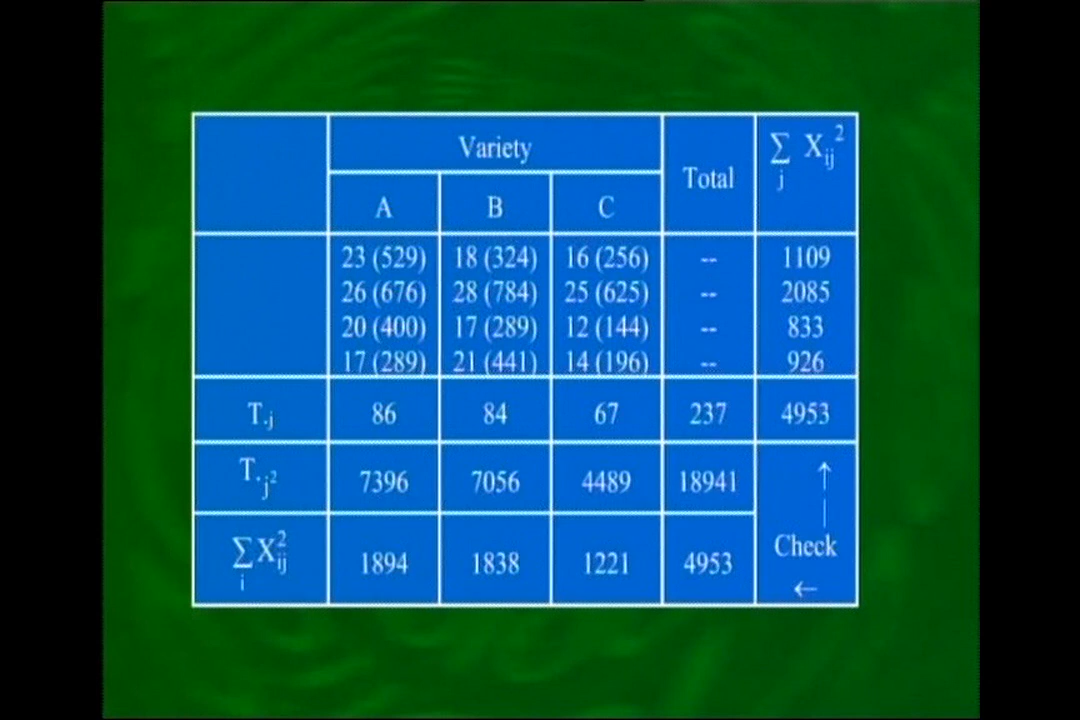 Variety Total ∑j Xij²
A B C
23 (529) 18 (324) 16 (256) -- 1109
26 (676) 28 (784) 25 (625) -- 2085
20 (400) 17 (289) 12 (144) -- 833
17 (289) 21 (441) 14 (196) -- 926
T.j 86 84 67 237 4953
T.j² 7396 7056 4489 18941 ↑
∑i Xij² 1894 1838 1221 4953 Check
←